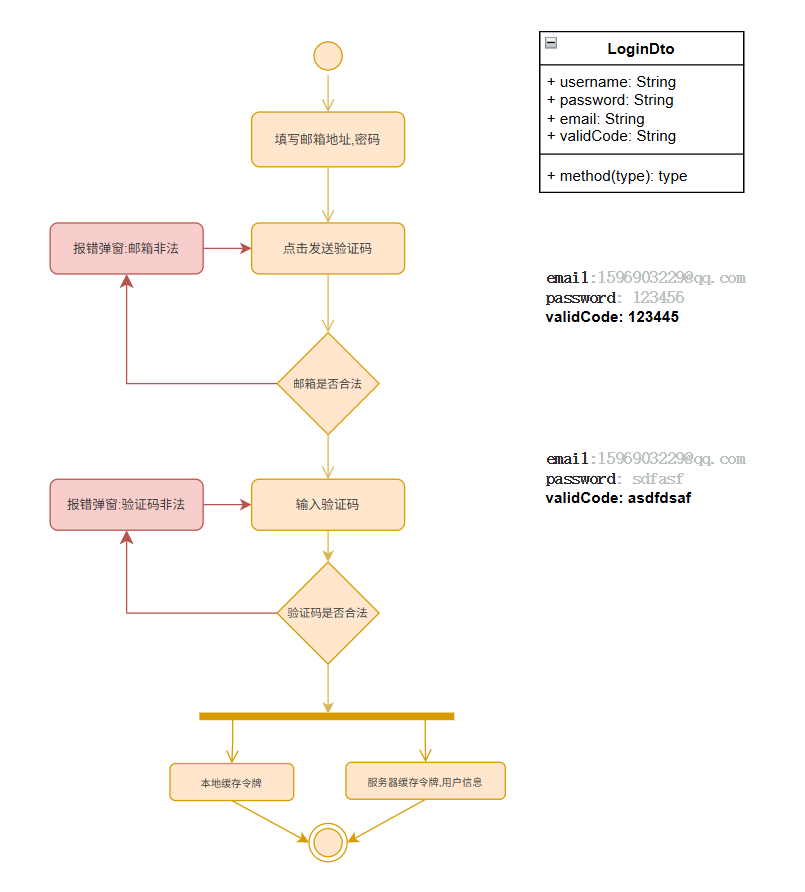 填写邮箱地址,密码
报错弹窗:邮箱非法
点击发送验证码
邮箱是否合法
报错弹窗:验证码非法
输入验证码
验证码是否合法
本地缓存令牌
服务器缓存令牌,用户信息
LoginDto
+ username: String
+ password: String
+ email: String
+ validCode: String
+ method(type): type
email:1596903229@qq.com
password: 123456
validCode: 123445
email:1596903229@qq.com
password: sdfasf
validCode: asdfdsaf